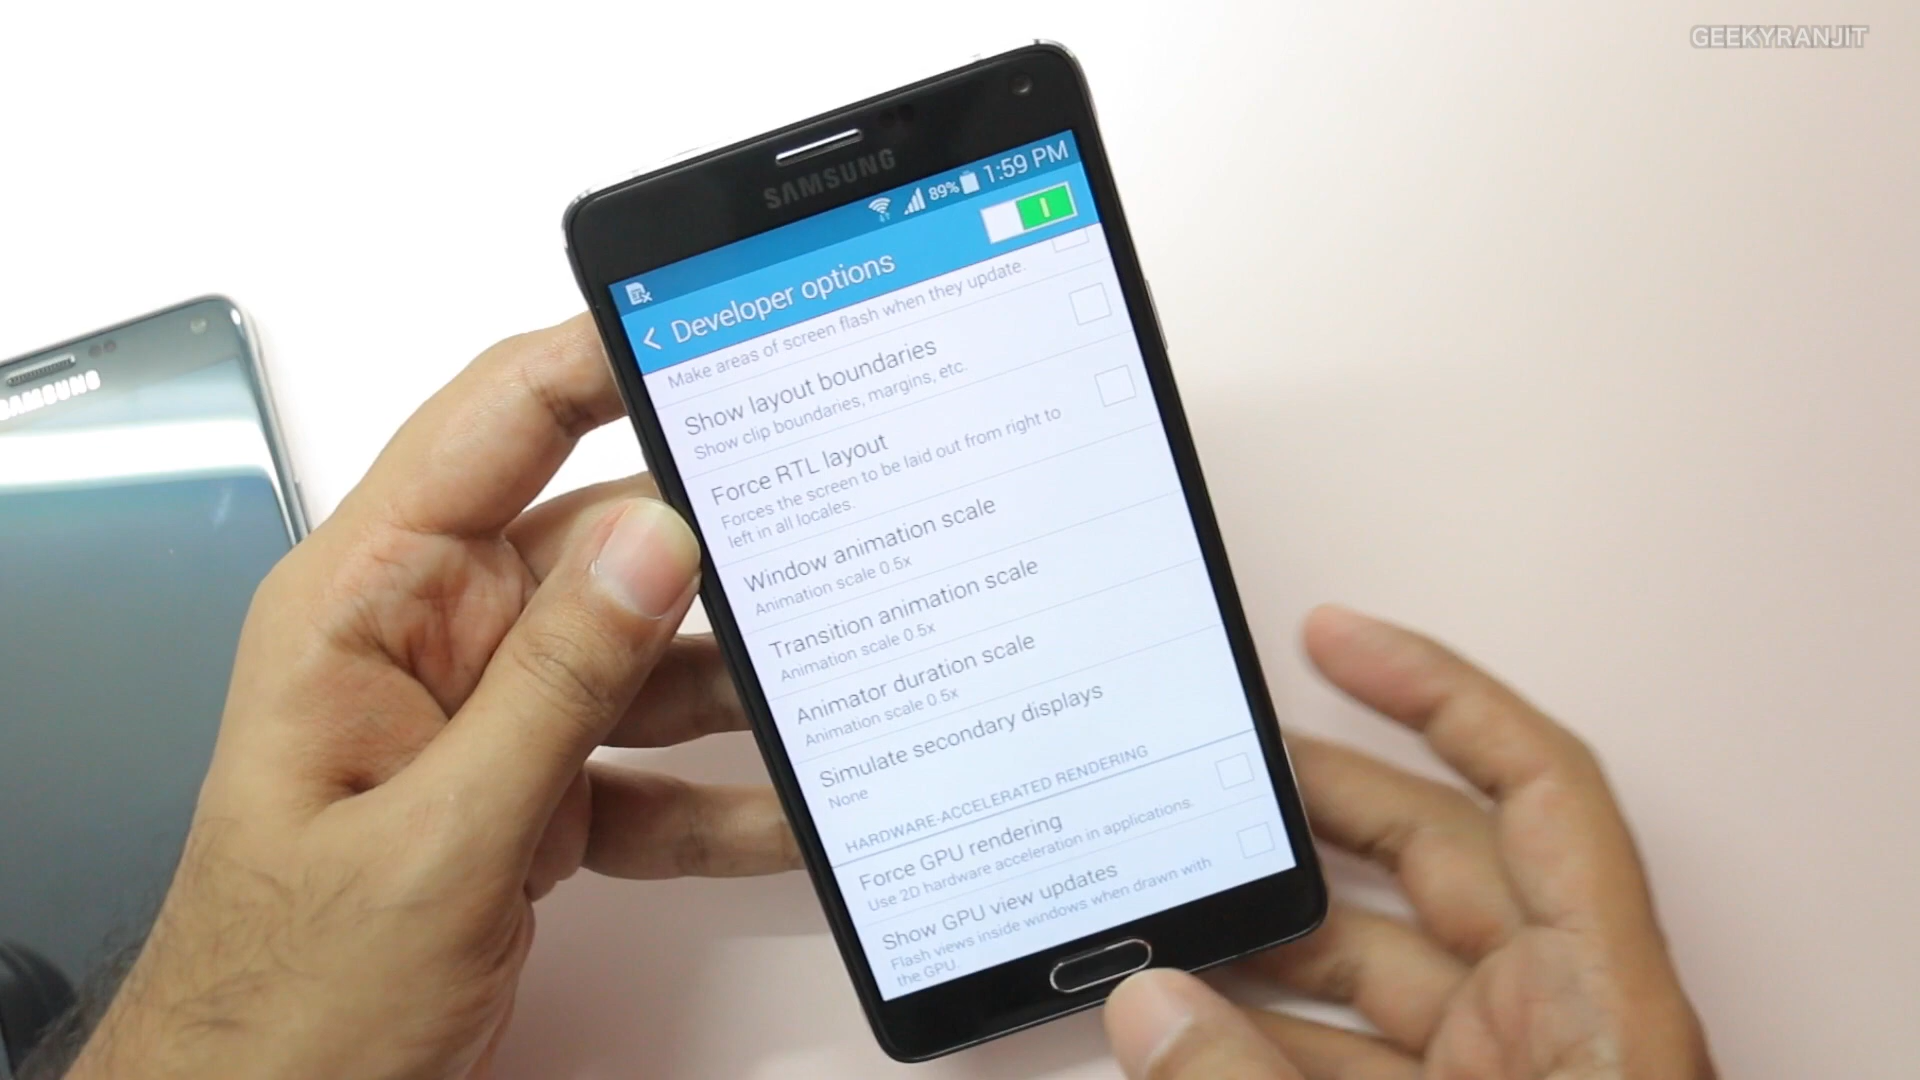 GEEKYRANJIT
SAMSUNG
SAMSUNG
89%
1:59 PM
Developer options
Make areas of screen flash when they update.
Show layout boundaries
Show clip boundaries, margins, etc.
Force RTL layout
Forces the screen to be laid out from right to
left in all locales.
Window animation scale
Animation scale 0.5x
Transition animation scale
Animation scale 0.5x
Animator duration scale
Animation scale 0.5x
Simulate secondary displays
None
HARDWARE-ACCELERATED RENDERING
Force GPU rendering
Use 2D hardware acceleration in applications.
Show GPU view updates
Flash views inside windows when drawn with
the GPU.